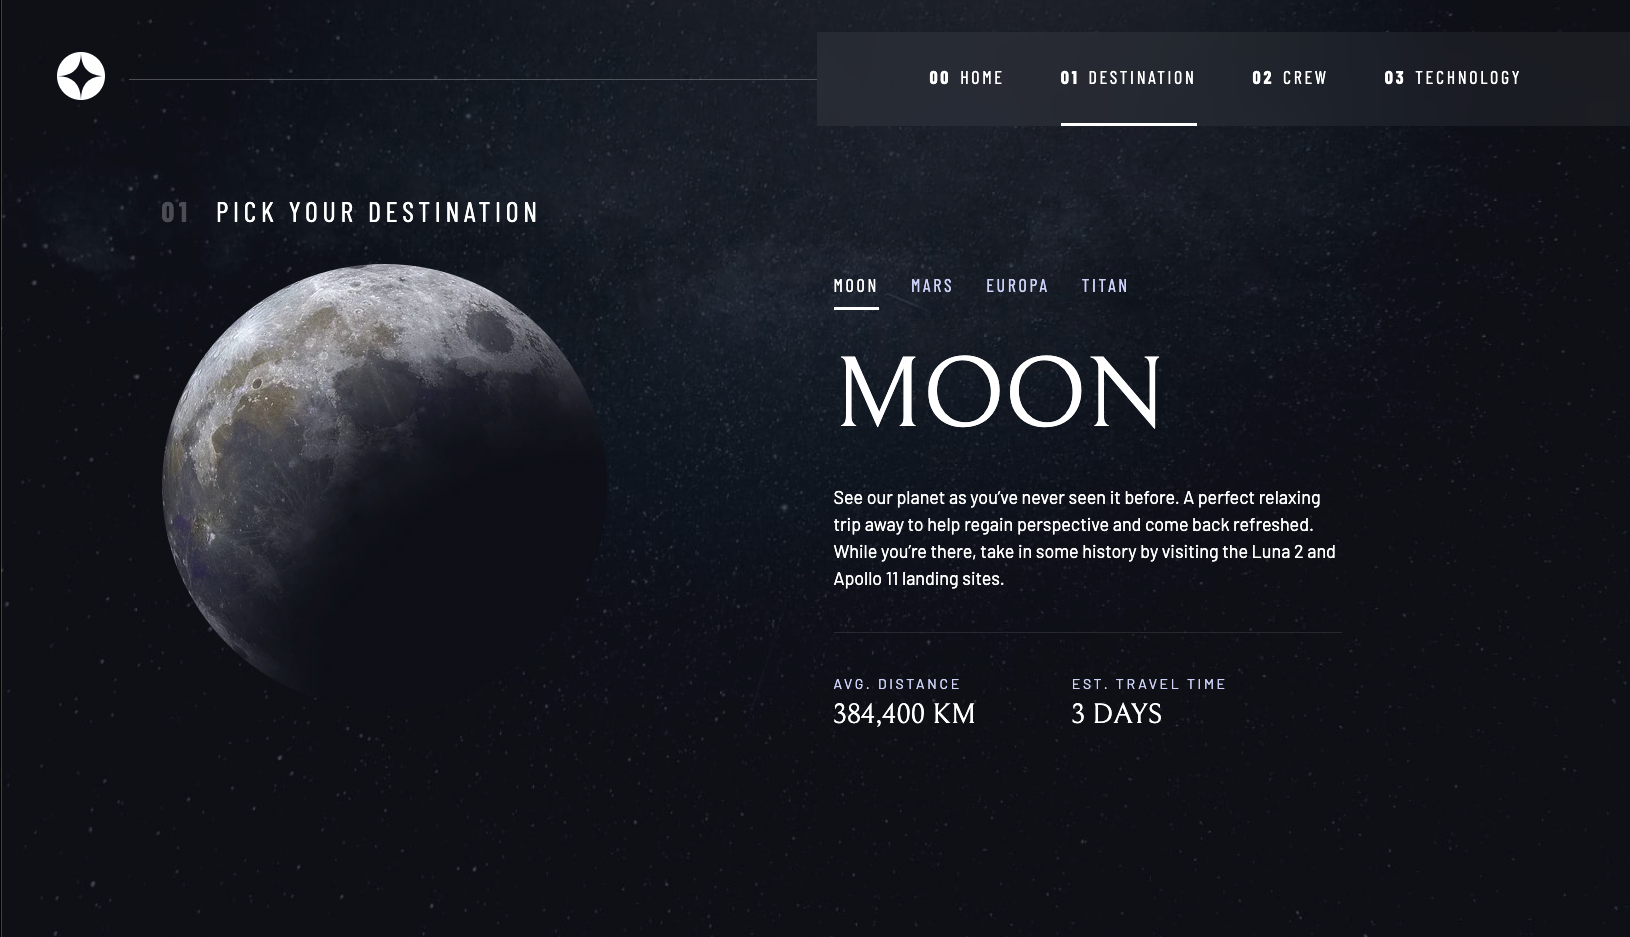 00 HOME 01 DESTINATION 02 CREW 03 TECHNOLOGY
01 PICK YOUR DESTINATION
MOON MARS EUROPA TITAN
MOON
See our planet as you’ve never seen it before. A perfect relaxing
trip away to help regain perspective and come back refreshed.
While you’re there, take in some history by visiting the Luna 2 and
Apollo 11 landing sites.
AVG. DISTANCE EST. TRAVEL TIME
384,400 KM 3 DAYS